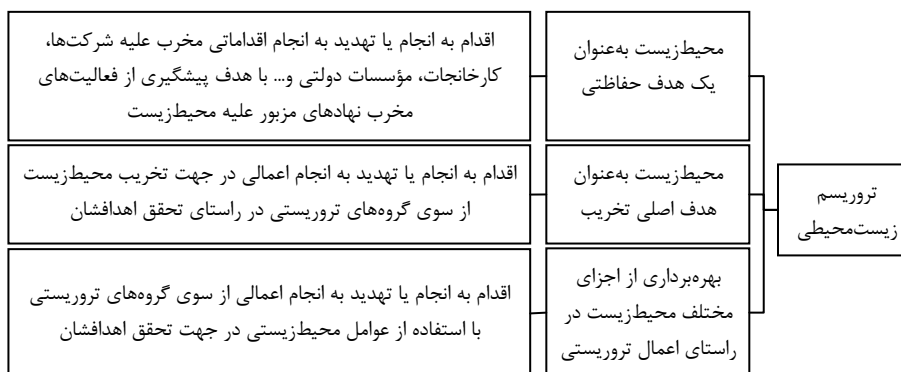 تروریسم
زیست‌محیطی
محیط‌زیست به‌عنوان
یک هدف حفاظتی
اقدام به انجام یا تهدید به انجام اقداماتی مخرب علیه شرکت‌ها،
کارخانجات، مؤسسات دولتی و... با هدف پیشگیری از فعالیت‌های
مخرب نهادهای مزبور علیه محیط‌زیست
محیط‌زیست به‌عنوان
هدف اصلی تخریب
اقدام به انجام یا تهدید به انجام اعمالی در جهت تخریب محیط‌زیست
از سوی گروه‌های تروریستی در راستای تحقق اهدافشان
بهره‌برداری از اجزای
مختلف محیط‌زیست در
راستای اعمال تروریستی
اقدام به انجام یا تهدید به انجام اعمالی از سوی گروه‌های تروریستی
با استفاده از عوامل محیط‌زیستی در جهت تحقق اهدافشان